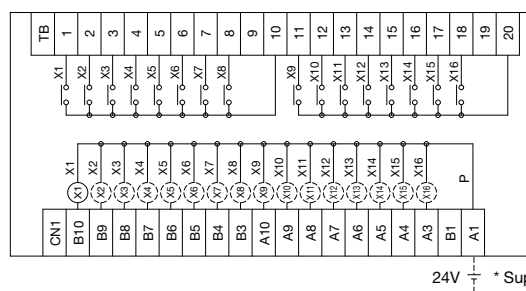 TB 1 2 3 4 5 6 7 8 9 10 11 12 13 14 15 16 17 18 19 20
X1 X2 X3 X4 X5 X6 X7 X8 X9 X10 X11 X12 X13 X14 X15 X16
X1 X2 X3 X4 X5 X6 X7 X8 X9 X10 X11 X12 X13 X14 X15 X16 P
X1 X2 X3 X4 X5 X6 X7 X8 X9 X10 X11 X12 X13 X14 X15 X16
CN1 B10 B9 B8 B7 B6 B5 B4 B3 A10 A9 A8 A7 A6 A5 A4 A3 B1 A1
24V * Sup